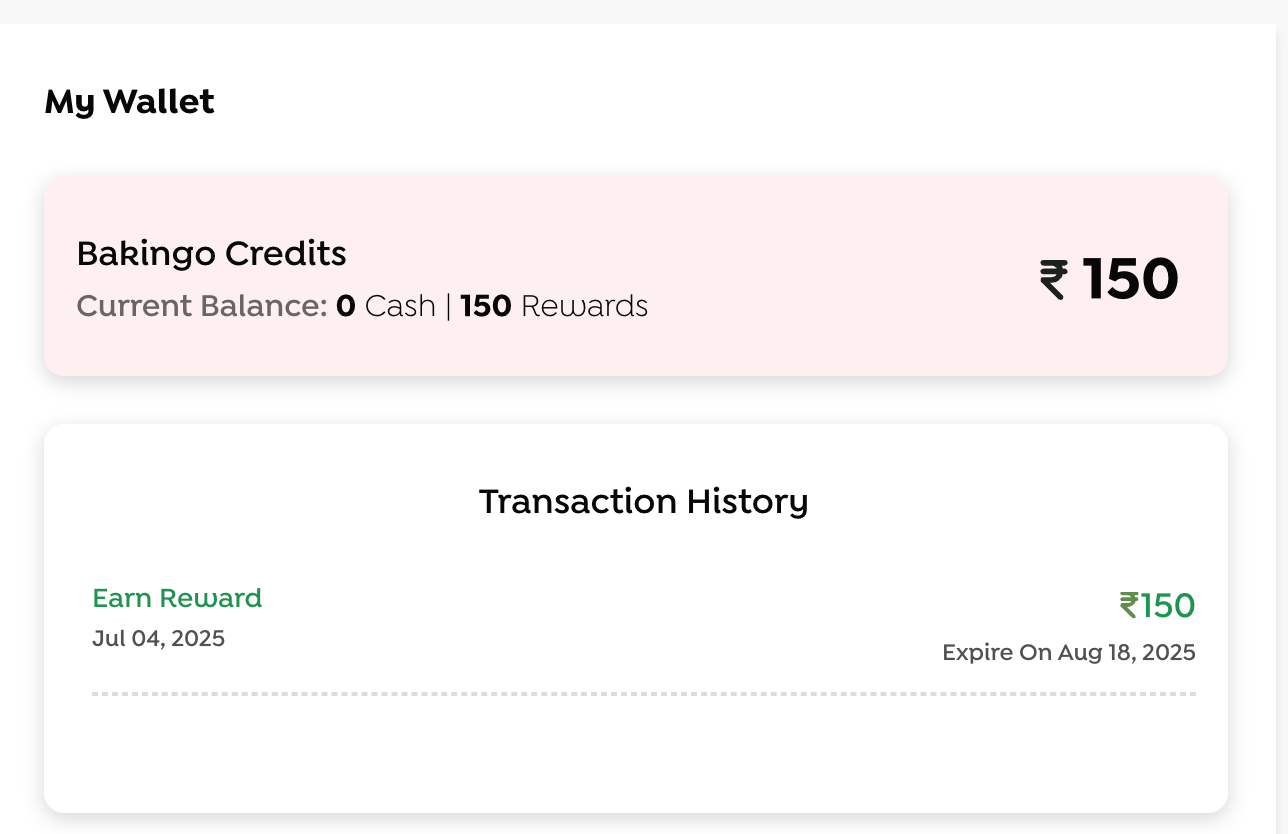 My Wallet
Bakingo Credits
Current Balance: 0 Cash | 150 Rewards
₹ 150
Transaction History
Earn Reward
₹150
Jul 04, 2025
Expire On Aug 18, 2025